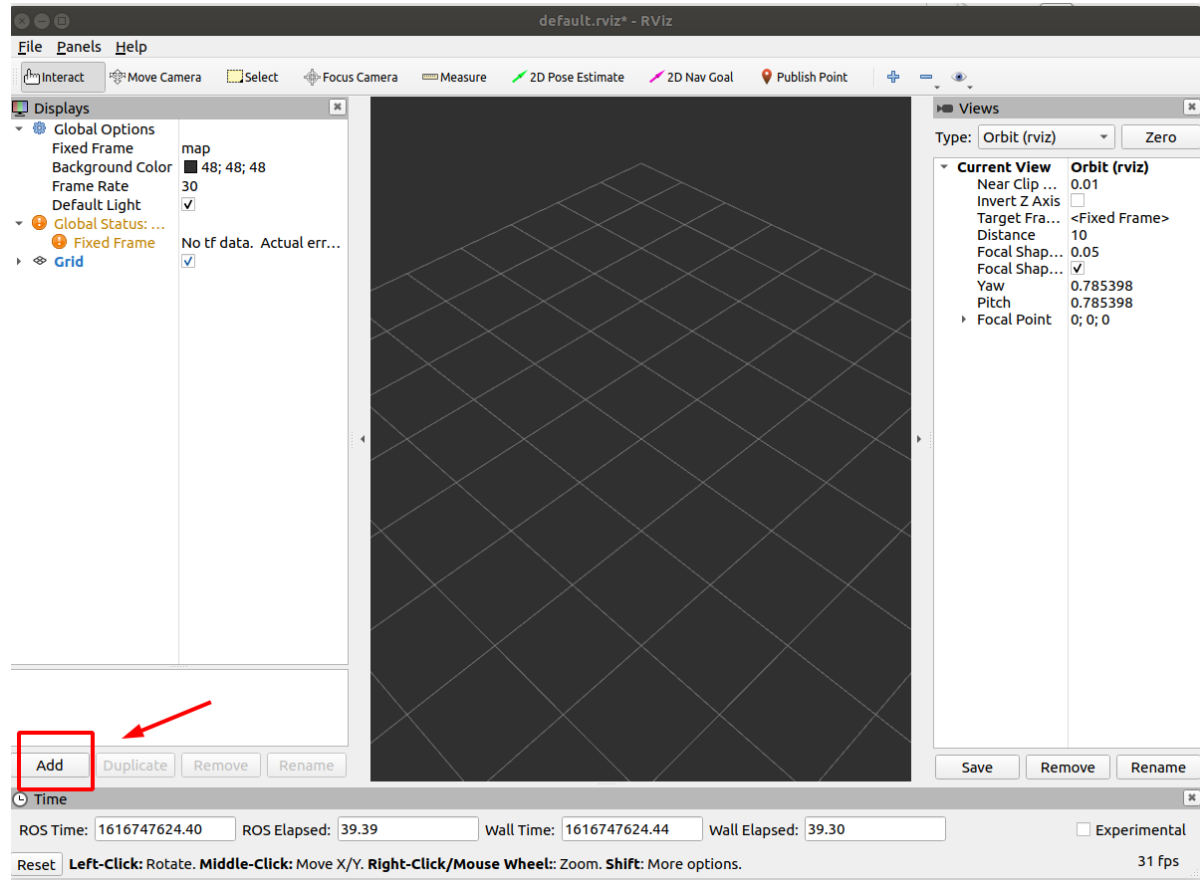 default.rviz* - RViz
File Panels Help
Interact Move Camera Select Focus Camera Measure 2D Pose Estimate 2D Nav Goal Publish Point
Displays
Global Options
Fixed Frame map
Background Color 48; 48; 48
Frame Rate 30
Default Light
Global Status: ...
Fixed Frame No tf data. Actual err...
Grid
Add Duplicate Remove Rename
Views
Type: Orbit (rviz) Zero
Current View Orbit (rviz)
Near Clip ... 0.01
Invert Z Axis
Target Fra... <Fixed Frame>
Distance 10
Focal Shap... 0.05
Focal Shap...
Yaw 0.785398
Pitch 0.785398
Focal Point 0; 0; 0
Save Remove Rename
Time
ROS Time: 1616747624.40 ROS Elapsed: 39.39 Wall Time: 1616747624.44 Wall Elapsed: 39.30 Experimental
Reset Left-Click: Rotate. Middle-Click: Move X/Y. Right-Click/Mouse Wheel:: Zoom. Shift: More options. 31 fps